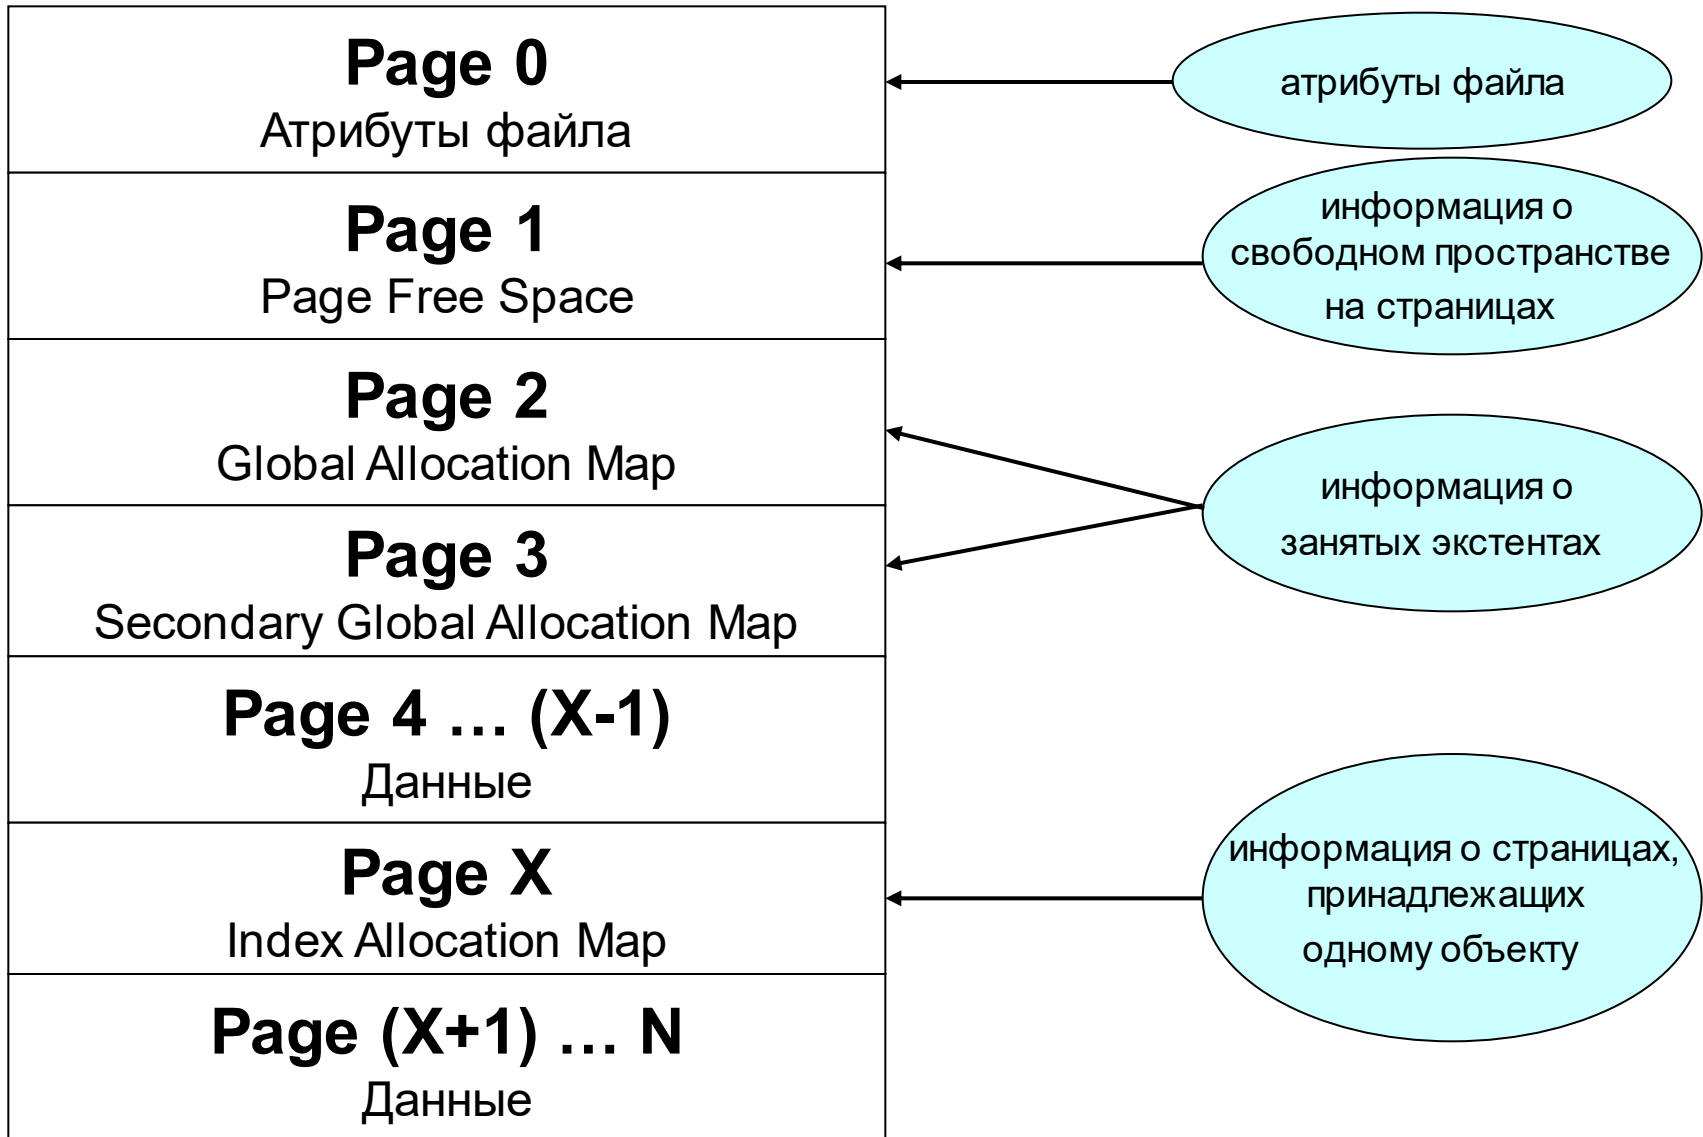 Page 0
Атрибуты файла
Page 1
Page Free Space
Page 2
Global Allocation Map
Page 3
Secondary Global Allocation Map
Page 4 … (X-1)
Данные
Page X
Index Allocation Map
Page (X+1) … N
Данные
атрибуты файла
информация о
свободном пространстве
на страницах
информация о
занятых экстентах
информация о страницах,
принадлежащих
одному объекту